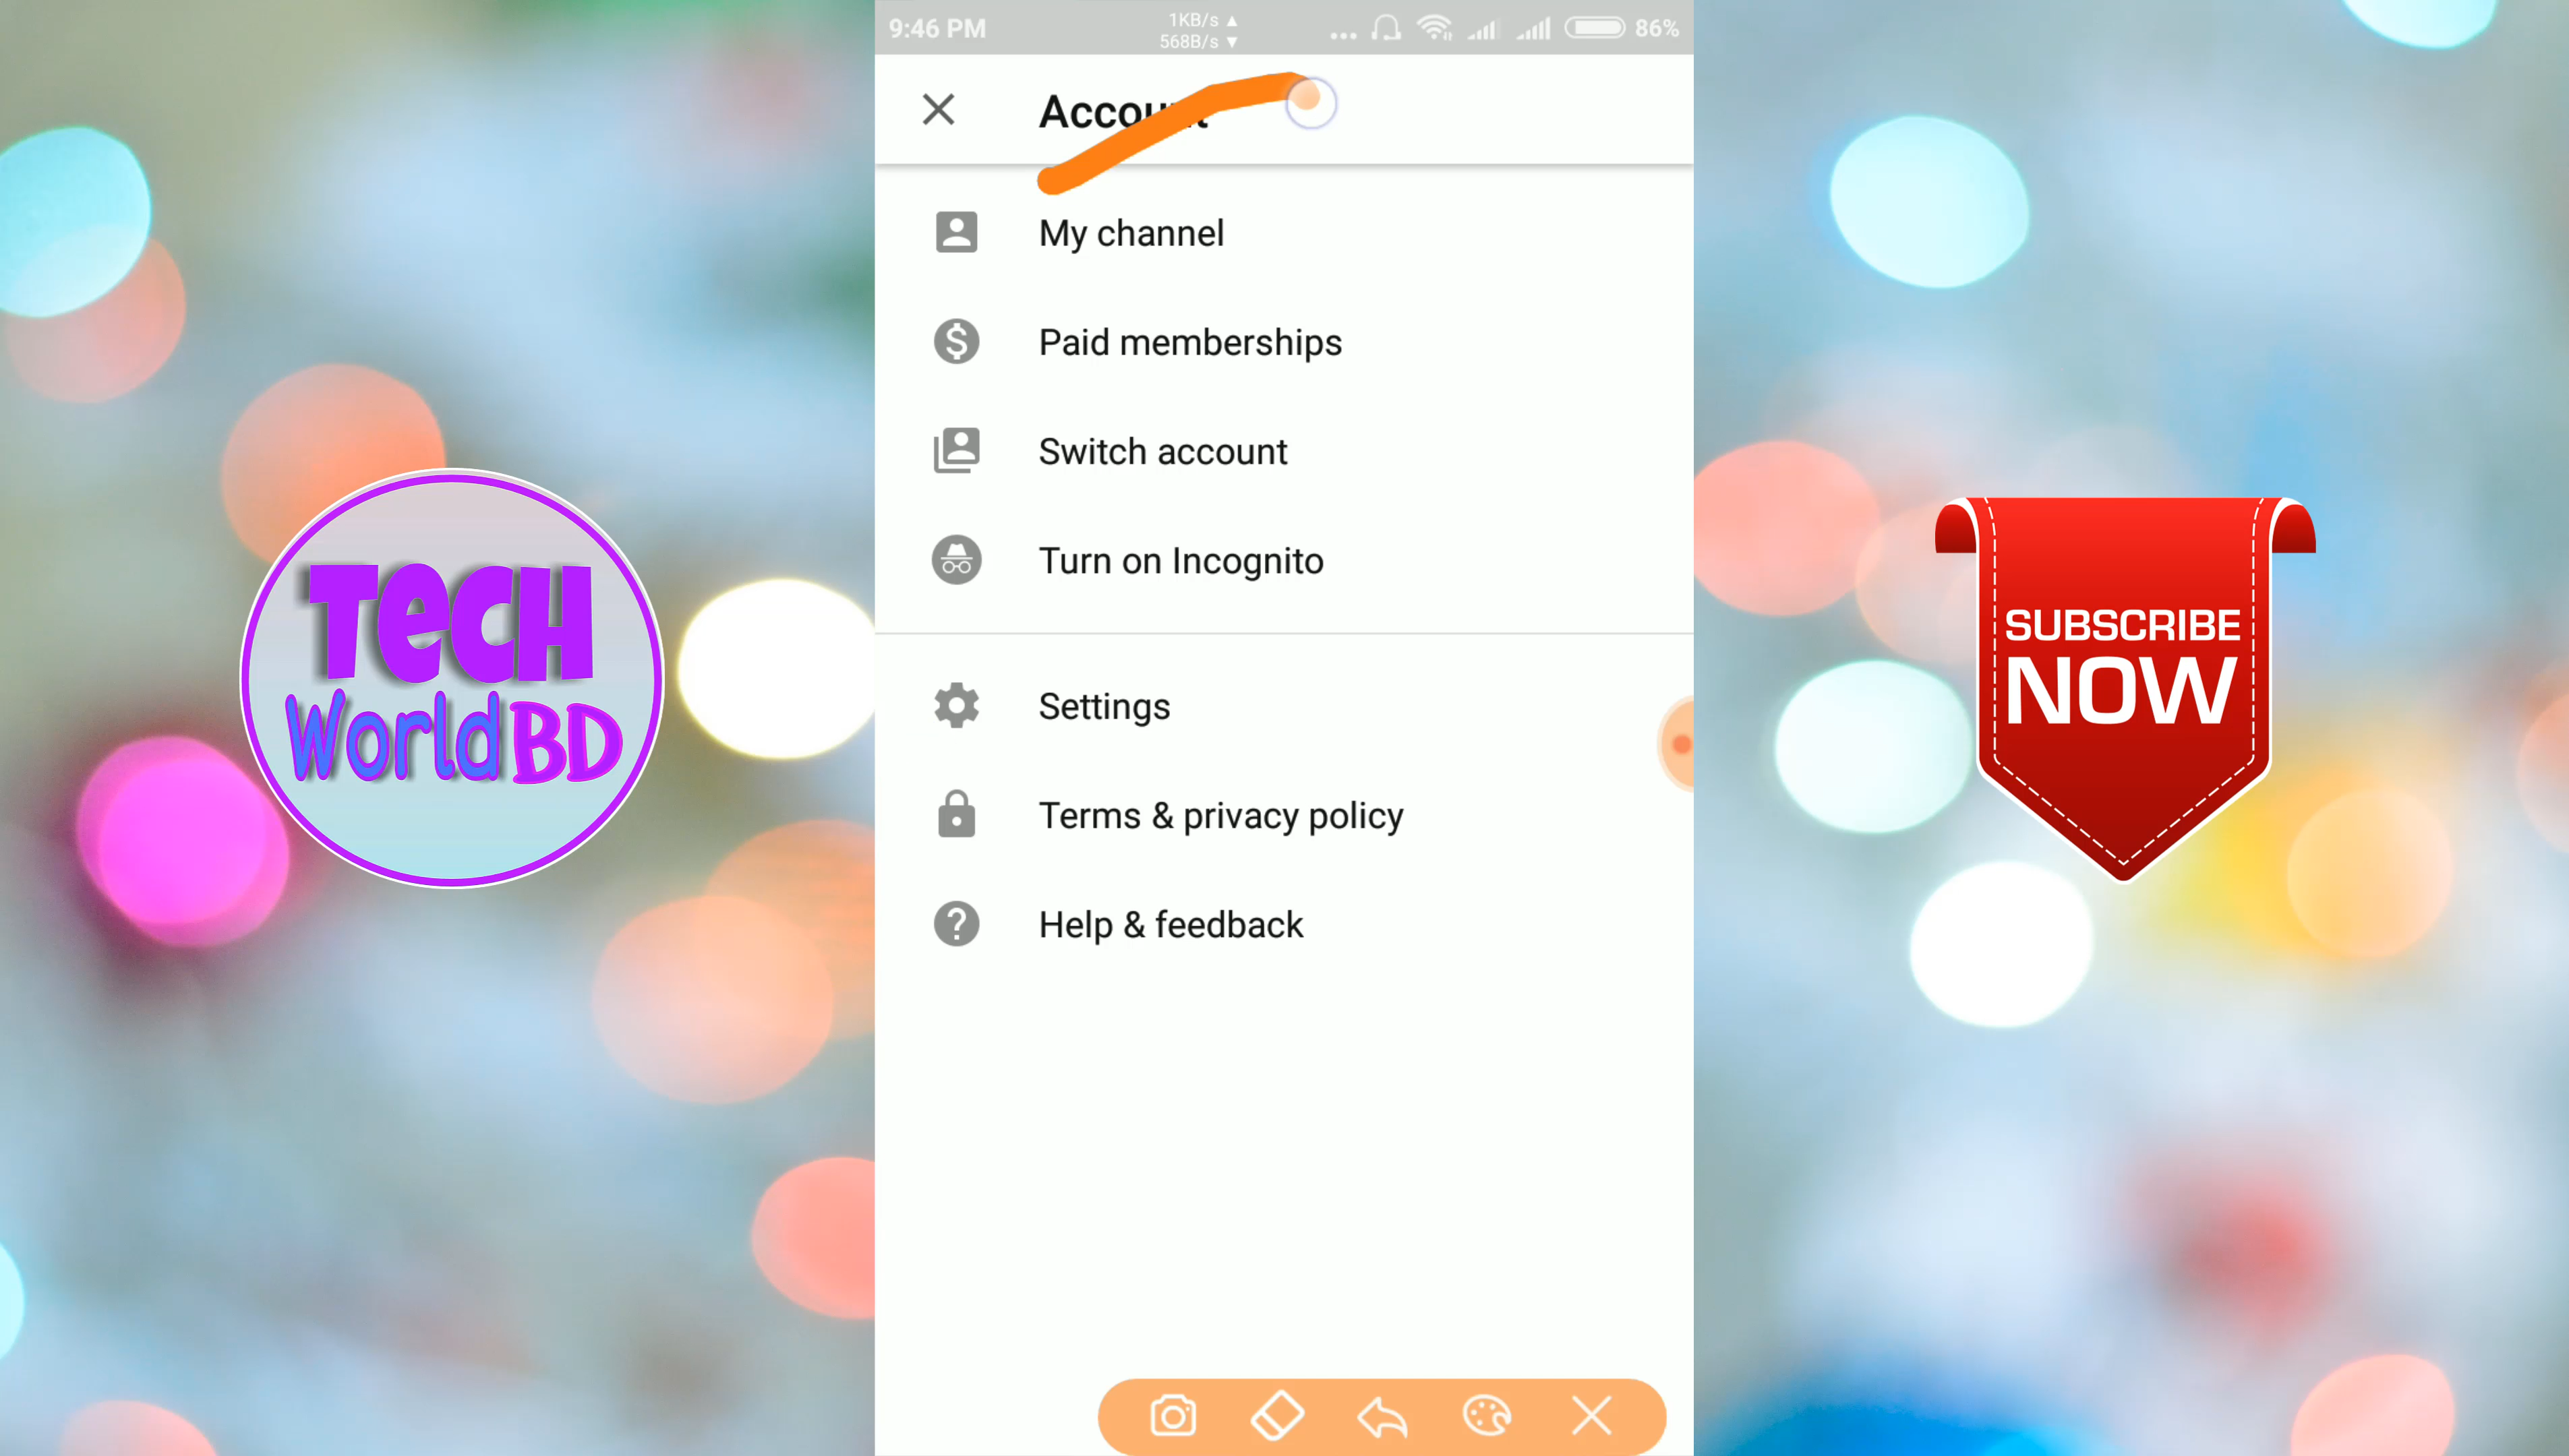 9:46 PM
1KB/s ▲
568B/s ▼
86%
Account
My channel
Paid memberships
Switch account
Turn on Incognito
Settings
Terms & privacy policy
Help & feedback
TecH
World BD
SUBSCRIBE
NOW